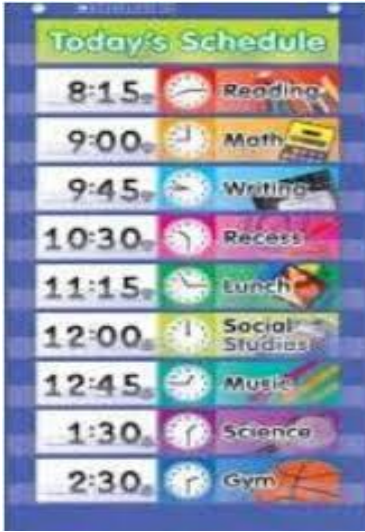 Today's Schedule
8:15 Reading
9:00 Math
9:45 Writing
10:30 Recess
11:15 Lunch
12:00 Social
Studies
12:45 Music
1:30 Science
2:30 Gym